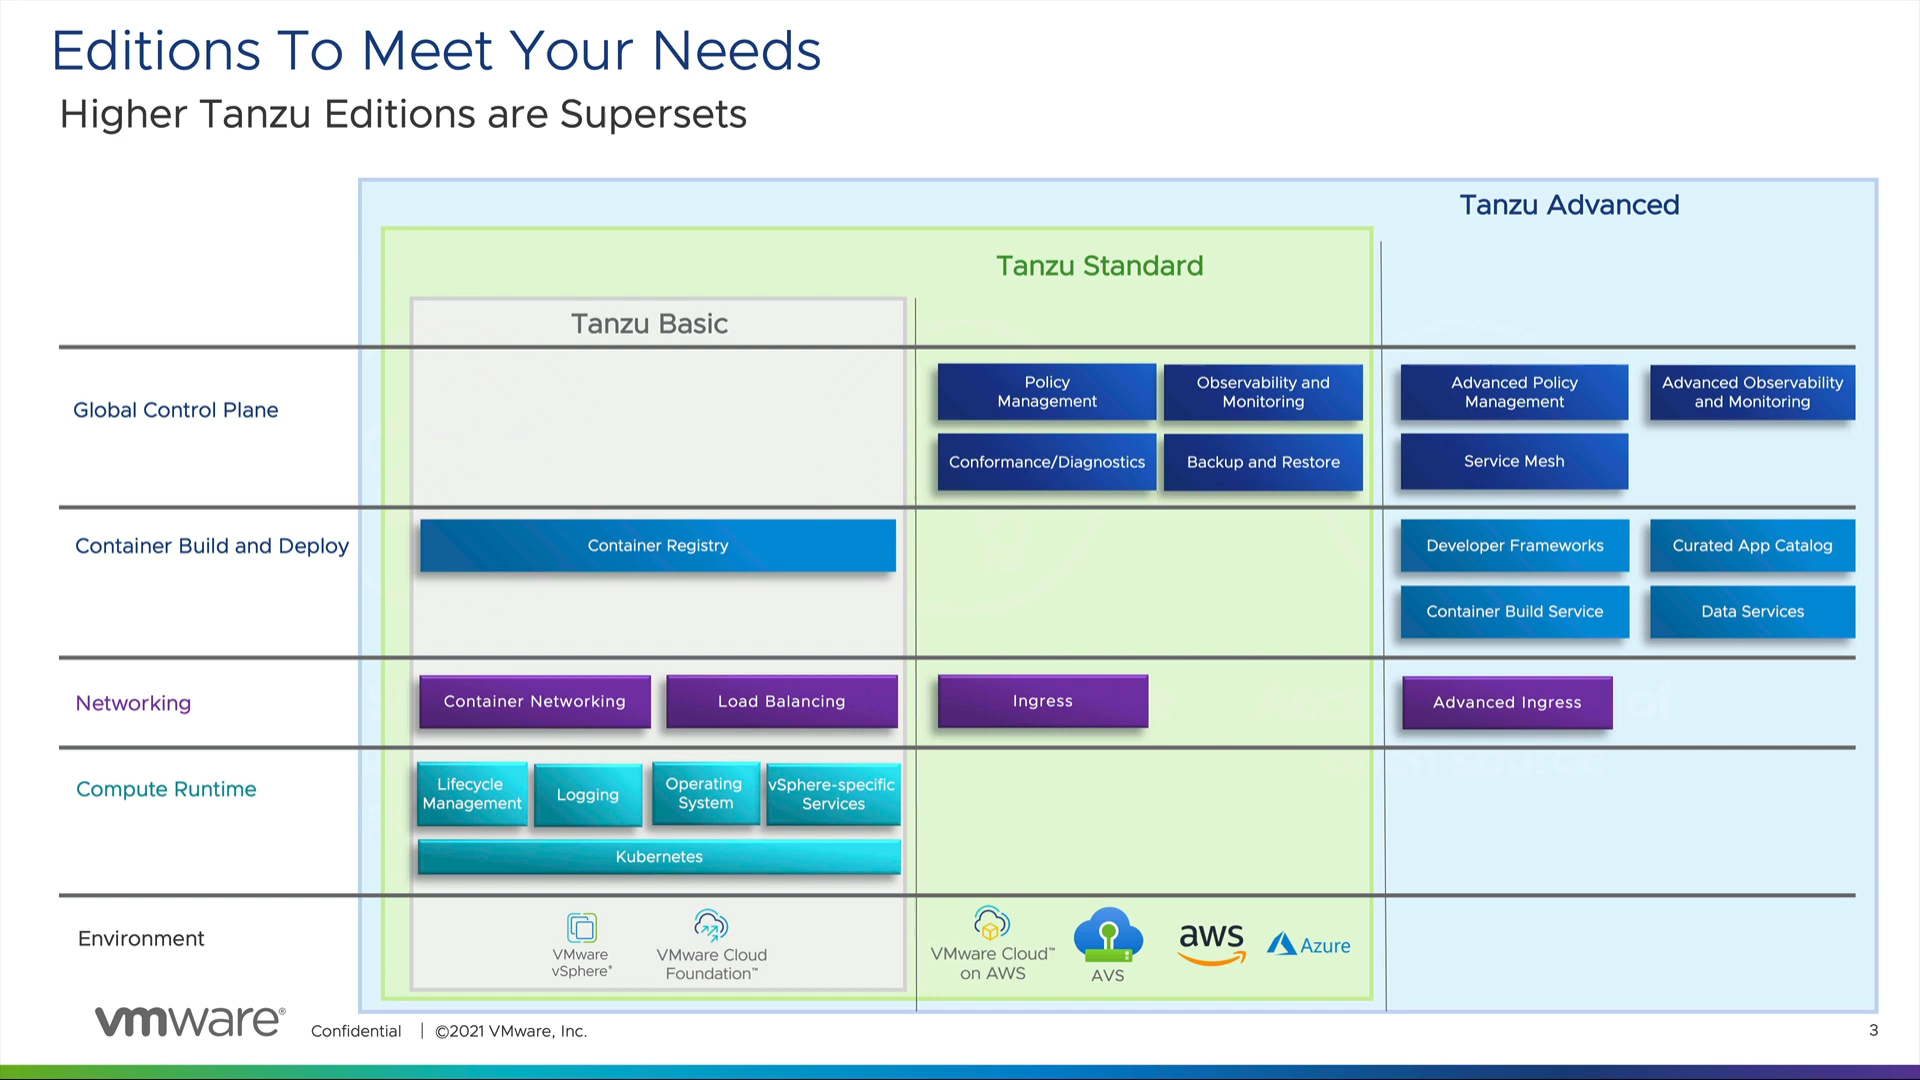 Editions To Meet Your Needs
Higher Tanzu Editions are Supersets
Tanzu Advanced
Tanzu Standard
Tanzu Basic
Global Control Plane
Policy
Management
Observability and
Monitoring
Advanced Policy
Management
Advanced Observability
and Monitoring
Conformance/Diagnostics
Backup and Restore
Service Mesh
Container Build and Deploy
Container Registry
Developer Frameworks
Curated App Catalog
Container Build Service
Data Services
Networking
Container Networking
Load Balancing
Ingress
Advanced Ingress
Compute Runtime
Lifecycle
Management
Logging
Operating
System
vSphere-specific
Services
Kubernetes
Environment
VMware
vSphere®
VMware Cloud
Foundation™
VMware Cloud™
on AWS
AVS
aws
Azure
vmware®
Confidential | ©2021 VMware, Inc.
3